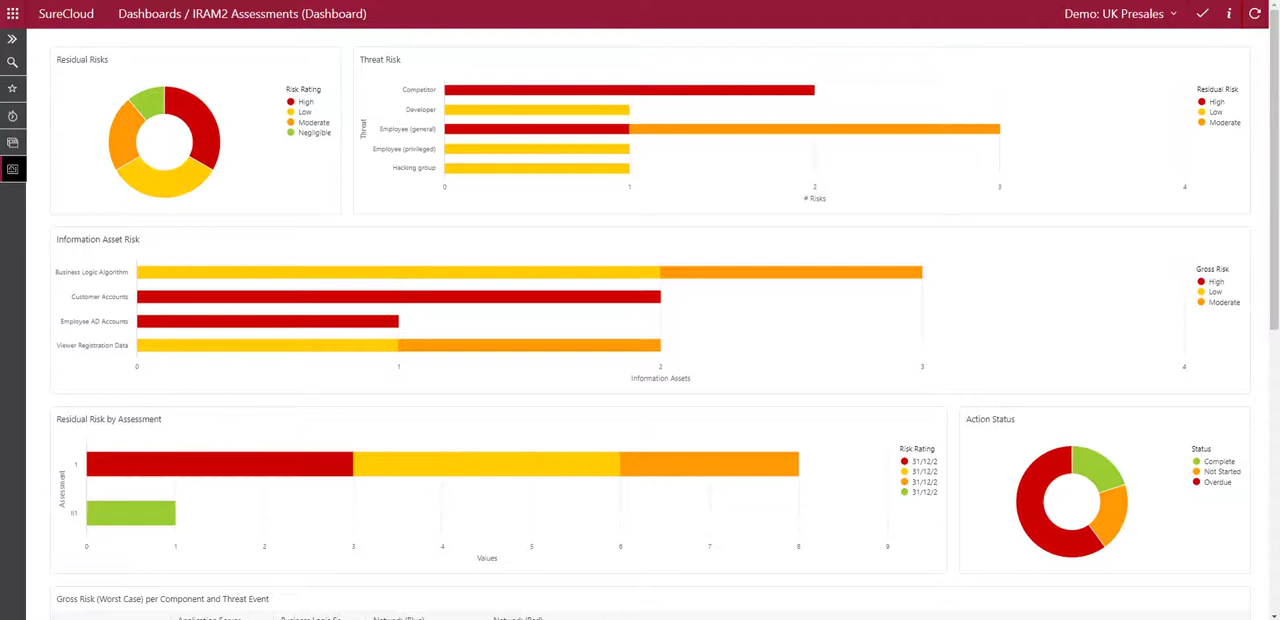 SureCloud
Dashboards / IRAM2 Assessments (Dashboard)
Demo: UK Presales
Residual Risks
Risk Rating
High
Low
Moderate
Negligible
Threat Risk
Threat
Competitor
Developer
Employee (general)
Employee (privileged)
Hacking group
0 1 2 3 4
# Risks
Residual Risk
High
Low
Moderate
Information Asset Risk
Business Logic Algorithm
Customer Accounts
Employee AD Accounts
Viewer Registration Data
0 1 2 3 4
Information Assets
Gross Risk
High
Low
Moderate
Residual Risk by Assessment
Assessment
1
II1
0 1 2 3 4 5 6 7 8 9
Values
Risk Rating
31/12/2
31/12/2
31/12/2
31/12/2
Action Status
Status
Complete
Not Started
Overdue
Gross Risk (Worst Case) per Component and Threat Event